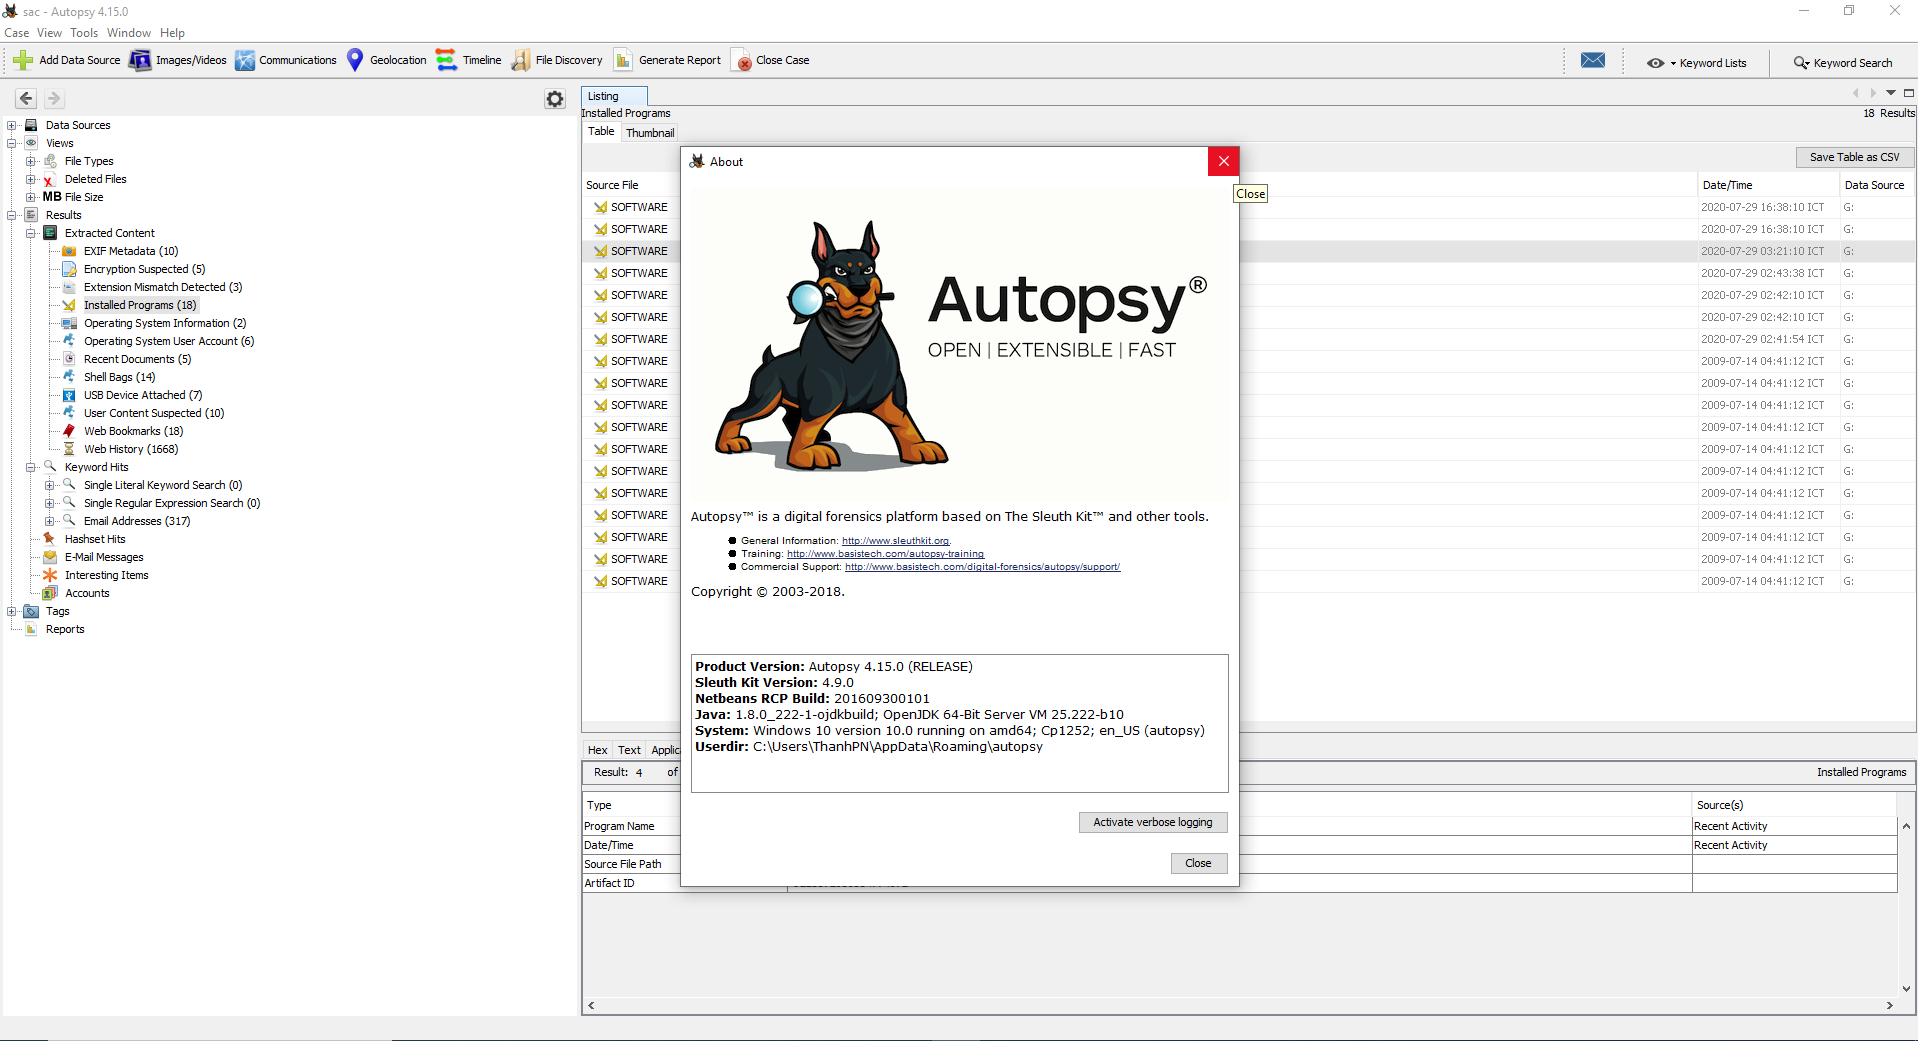 sac - Autopsy 4.15.0
Case View Tools Window Help
Add Data Source Images/Videos Communications Geolocation Timeline File Discovery Generate Report Close Case Keyword Lists Keyword Search
Data Sources
Views
File Types
Deleted Files
MB File Size
Results
Extracted Content
EXIF Metadata (10)
Encryption Suspected (5)
Extension Mismatch Detected (3)
Installed Programs (18)
Operating System Information (2)
Operating System User Account (6)
Recent Documents (5)
Shell Bags (14)
USB Device Attached (7)
User Content Suspected (10)
Web Bookmarks (18)
Web History (1668)
Keyword Hits
Single Literal Keyword Search (0)
Single Regular Expression Search (0)
Email Addresses (317)
Hashset Hits
E-Mail Messages
Interesting Items
Accounts
Tags
Reports
Listing
Installed Programs 18 Results
Table Thumbnail
Save Table as CSV
Source File Date/Time Data Source
SOFTWARE 2020-07-29 16:38:10 ICT G:
SOFTWARE 2020-07-29 16:38:10 ICT G:
SOFTWARE 2020-07-29 03:21:10 ICT G:
SOFTWARE 2020-07-29 02:43:38 ICT G:
SOFTWARE 2020-07-29 02:42:10 ICT G:
SOFTWARE 2020-07-29 02:42:10 ICT G:
SOFTWARE 2020-07-29 02:41:54 ICT G:
SOFTWARE 2009-07-14 04:41:12 ICT G:
SOFTWARE 2009-07-14 04:41:12 ICT G:
SOFTWARE 2009-07-14 04:41:12 ICT G:
SOFTWARE 2009-07-14 04:41:12 ICT G:
SOFTWARE 2009-07-14 04:41:12 ICT G:
SOFTWARE 2009-07-14 04:41:12 ICT G:
SOFTWARE 2009-07-14 04:41:12 ICT G:
SOFTWARE 2009-07-14 04:41:12 ICT G:
SOFTWARE 2009-07-14 04:41:12 ICT G:
SOFTWARE 2009-07-14 04:41:12 ICT G:
SOFTWARE 2009-07-14 04:41:12 ICT G:
About
Close
Autopsy®
OPEN | EXTENSIBLE | FAST
Autopsy™ is a digital forensics platform based on The Sleuth Kit™ and other tools.
● General Information: http://www.sleuthkit.org.
● Training: http://www.basistech.com/autopsy-training
● Commercial Support: http://www.basistech.com/digital-forensics/autopsy/support/
Copyright © 2003-2018.
Product Version: Autopsy 4.15.0 (RELEASE)
Sleuth Kit Version: 4.9.0
Netbeans RCP Build: 201609300101
Java: 1.8.0_222-1-ojdkbuild; OpenJDK 64-Bit Server VM 25.222-b10
System: Windows 10 version 10.0 running on amd64; Cp1252; en_US (autopsy)
Userdir: C:\Users\ThanhPN\AppData\Roaming\autopsy
Activate verbose logging
Close
Hex Text Applica
Result: 4 of Installed Programs
Type Source(s)
Program Name Recent Activity
Date/Time Recent Activity
Source File Path
Artifact ID